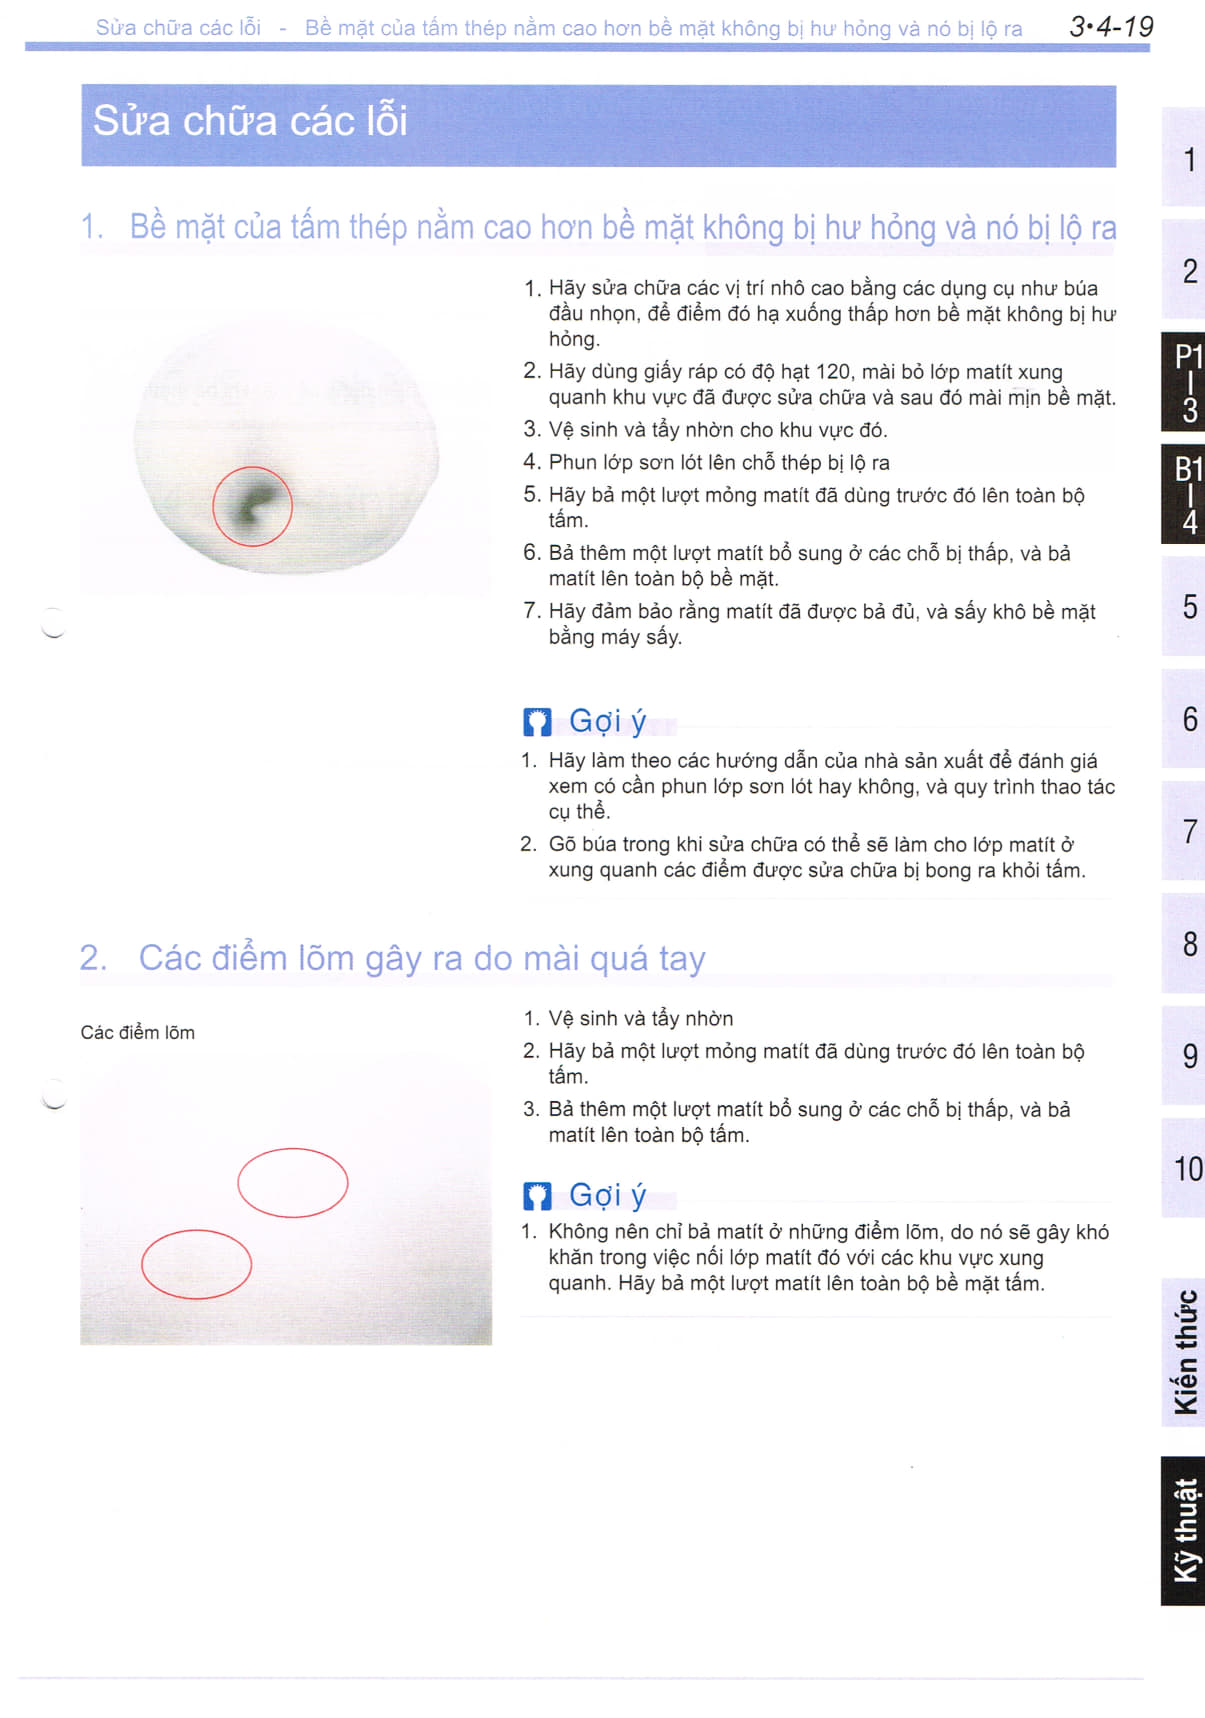 Sửa chữa các lỗi - Bề mặt của tấm thép nằm cao hơn bề mặt không bị hư hỏng và nó bị lộ ra 3•4-19
Sửa chữa các lỗi
1. Bề mặt của tấm thép nằm cao hơn bề mặt không bị hư hỏng và nó bị lộ ra
1. Hãy sửa chữa các vị trí nhô cao bằng các dụng cụ như búa
đầu nhọn, để điểm đó hạ xuống thấp hơn bề mặt không bị hư
hỏng.
2. Hãy dùng giấy ráp có độ hạt 120, mài bỏ lớp matít xung
quanh khu vực đã được sửa chữa và sau đó mài mịn bề mặt.
3. Vệ sinh và tẩy nhờn cho khu vực đó.
4. Phun lớp sơn lót lên chỗ thép bị lộ ra
5. Hãy bả một lượt mỏng matít đã dùng trước đó lên toàn bộ
tấm.
6. Bả thêm một lượt matít bổ sung ở các chỗ bị thấp, và bả
matít lên toàn bộ bề mặt.
7. Hãy đảm bảo rằng matít đã được bả đủ, và sấy khô bề mặt
bằng máy sấy.
Gợi ý
1. Hãy làm theo các hướng dẫn của nhà sản xuất để đánh giá
xem có cần phun lớp sơn lót hay không, và quy trình thao tác
cụ thể.
2. Gõ búa trong khi sửa chữa có thể sẽ làm cho lớp matít ở
xung quanh các điểm được sửa chữa bị bong ra khỏi tấm.
2. Các điểm lõm gây ra do mài quá tay
Các điểm lõm
1. Vệ sinh và tẩy nhờn
2. Hãy bả một lượt mỏng matít đã dùng trước đó lên toàn bộ
tấm.
3. Bả thêm một lượt matít bổ sung ở các chỗ bị thấp, và bả
matít lên toàn bộ tấm.
Gợi ý
1. Không nên chỉ bả matít ở những điểm lõm, do nó sẽ gây khó
khăn trong việc nối lớp matít đó với các khu vực xung
quanh. Hãy bả một lượt matít lên toàn bộ bề mặt tấm.
1
2
P1
|
3
B1
|
4
5
6
7
8
9
10
Kiến thức
Kỹ thuật